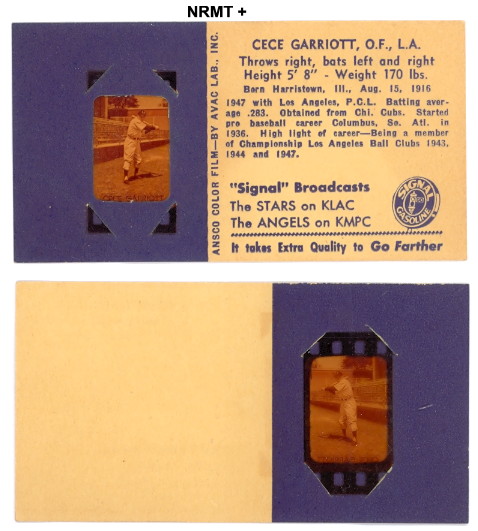 NRMT +
CECE GARRIOTT, O.F., L.A.
Throws right, bats left and right
Height 5' 8" - Weight 170 lbs.
Born Harristown, Ill., Aug. 15, 1916
1947 with Los Angeles, P.C.L. Batting aver-
age .283. Obtained from Chi. Cubs. Started
pro baseball career Columbus, So. Atl. in
1936. High light of career—Being a member
of Championship Los Angeles Ball Clubs 1943,
1944 and 1947.
"Signal" Broadcasts
The STARS on KLAC
The ANGELS on KMPC
SIGNAL
GASOLINE
It takes Extra Quality to Go Farther
ANSCO COLOR FILM—BY AVAC LAB., INC.
CECE GARRIOTT